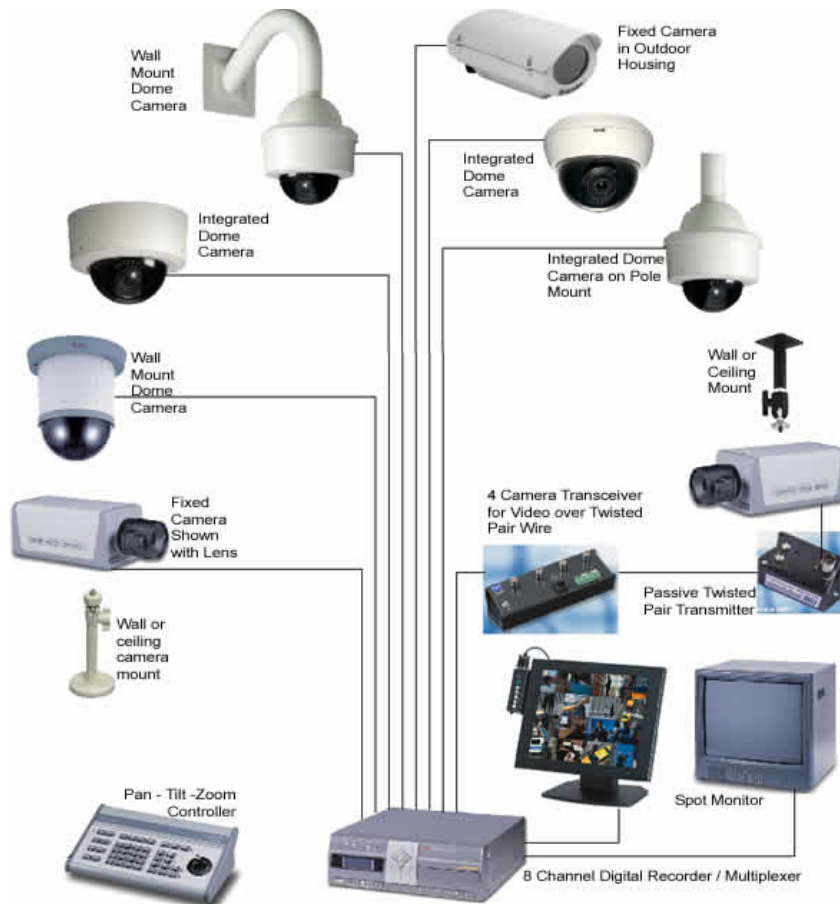 Wall
Mount
Dome
Camera
Fixed Camera
in Outdoor
Housing
Integrated
Dome
Camera
Integrated
Dome
Camera
Integrated Dome
Camera on Pole
Mount
Wall
Mount
Dome
Camera
Wall or
Ceiling
Mount
Fixed
Camera
Shown
with Lens
4 Camera Transceiver
for Video over Twisted
Pair Wire
Passive Twisted
Pair Transmitter
Wall or
ceiling
camera
mount
Pan - Tilt -Zoom
Controller
Spot Monitor
8 Channel Digital Recorder / Multiplexer